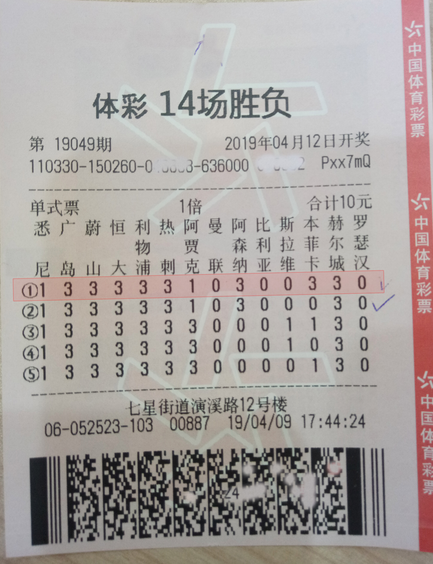 体彩 14场胜负
第 19049期 2019年04月12日开奖
110330-150260-0 -636000 Pxx7mQ
单式票 1倍 合计10元
悉 广 蔚 恒 利 热 阿 曼 阿 比 斯 本 赫 罗
物 贾 森 利 拉 菲 尔 瑟
尼 岛 山 大 浦 刺 克 联 纳 亚 维 卡 城 汉
①1 3 3 3 3 3 1 0 3 0 0 3 3 0
②1 3 3 3 3 3 1 0 3 0 0 0 3 0
③1 3 3 3 3 3 3 0 0 0 1 1 3 0
④1 3 3 3 3 3 3 0 0 0 1 0 3 0
⑤1 3 3 3 3 3 3 0 0 0 0 1 3 0
七星街道演溪路12号楼
06-052523-103 00887 19/04/09 17:44:24
中国体育彩票
中国体育彩票
中国体育彩票